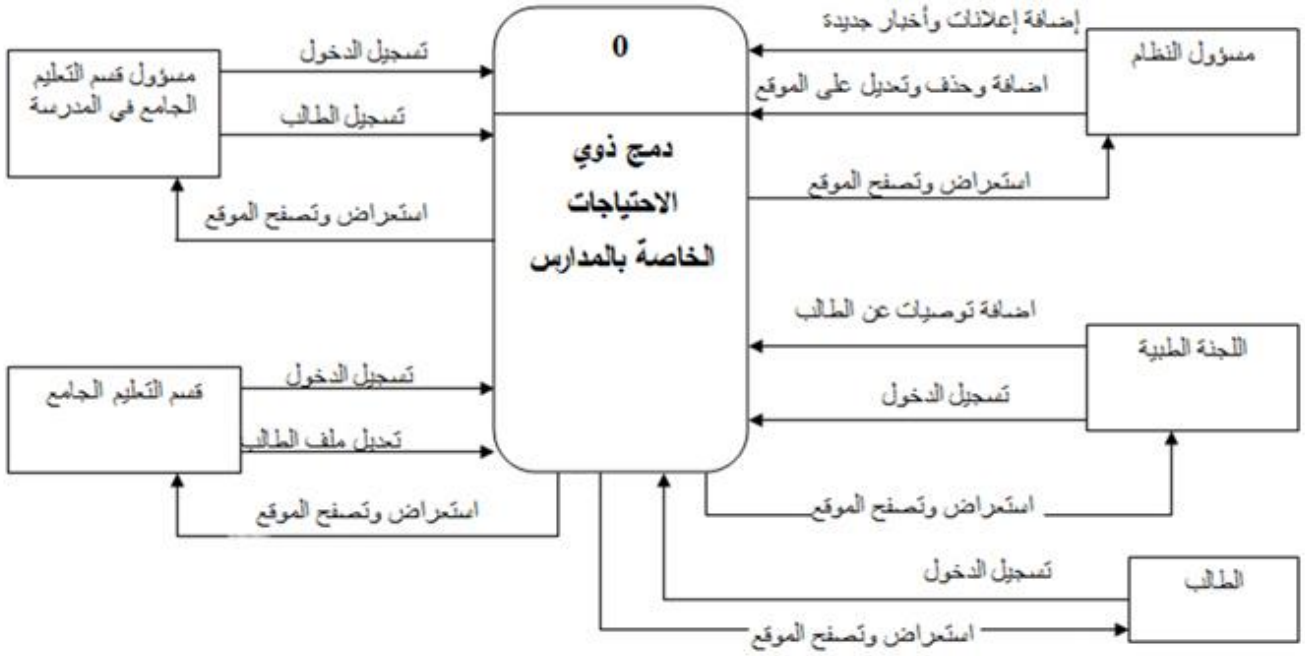 إضافة إعلانات وأخبار جديدة
مسؤول النظام
اضافة وحذف وتعديل على الموقع
استعراض وتصفح الموقع
0
دمج ذوي
الاحتياجات
الخاصة بالمدارس
تسجيل الدخول
مسؤول قسم التعليم
الجامع في المدرسة
تسجيل الطالب
استعراض وتصفح الموقع
اضافة توصيات عن الطالب
اللجنة الطبية
تسجيل الدخول
استعراض وتصفح الموقع
تسجيل الدخول
قسم التعليم الجامع
تعديل ملف الطالب
استعراض وتصفح الموقع
تسجيل الدخول
الطالب
استعراض وتصفح الموقع